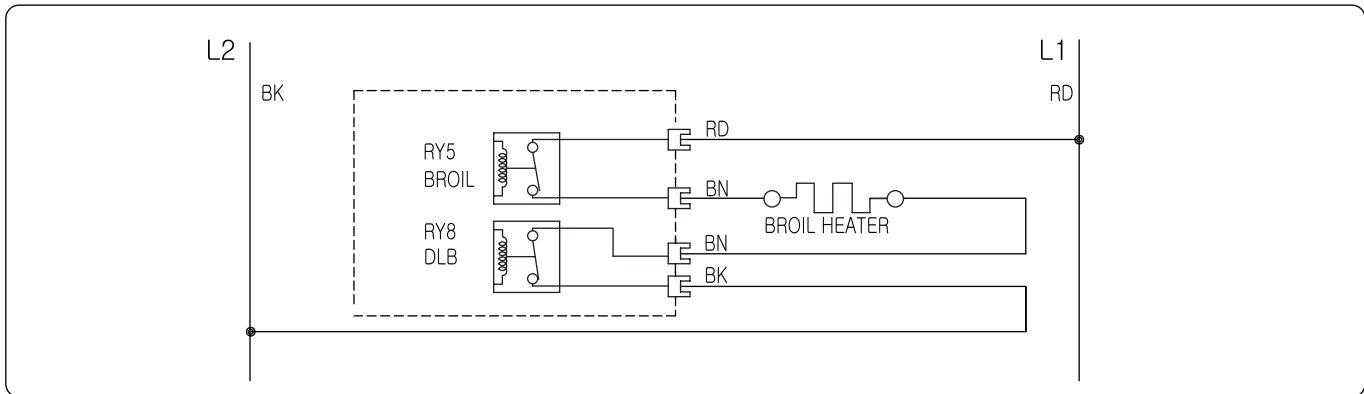 L2
L1
BK
RD
RD
RY5
BROIL
BN
BROIL HEATER
RY8
DLB
BN
BK